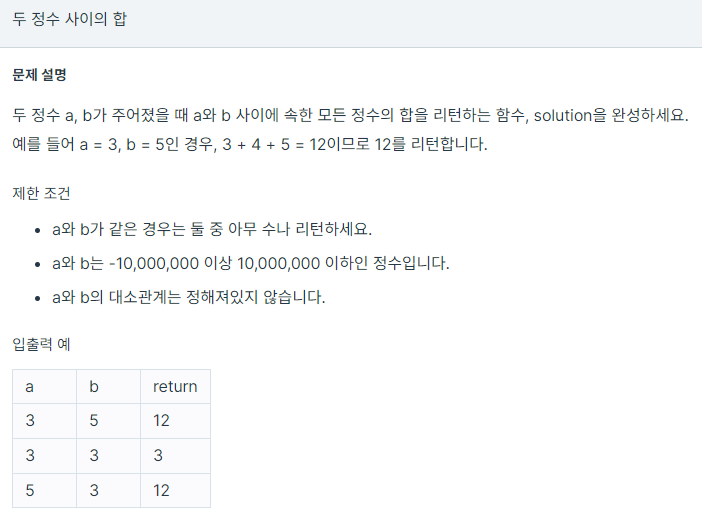 두 정수 사이의 합
문제 설명
두 정수 a, b가 주어졌을 때 a와 b 사이에 속한 모든 정수의 합을 리턴하는 함수, solution을 완성하세요.
예를 들어 a = 3, b = 5인 경우, 3 + 4 + 5 = 12이므로 12를 리턴합니다.
제한 조건
• a와 b가 같은 경우는 둘 중 아무 수나 리턴하세요.
• a와 b는 -10,000,000 이상 10,000,000 이하인 정수입니다.
• a와 b의 대소관계는 정해져있지 않습니다.
입출력 예
a b return
3 5 12
3 3 3
5 3 12